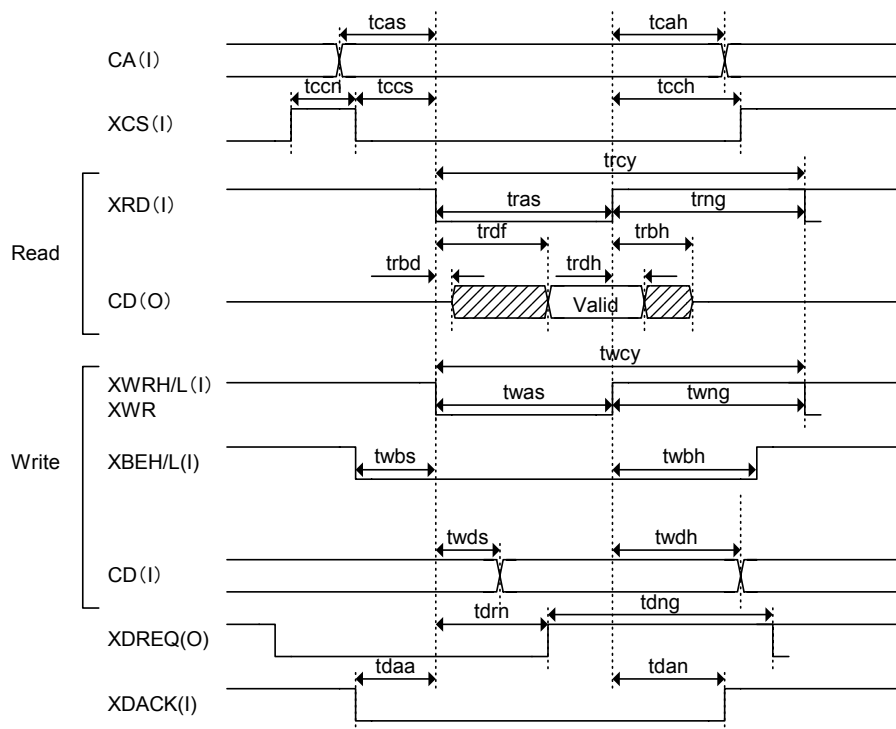 tcas tcah
CA(I)
tccn tccs tcch
XCS(I)
trcy
XRD(I) tras trng
Read
trdf trbh
trbd trdh
CD(O) Valid
twcy
XWRH/L(I)
XWR twas twng
Write
XBEH/L(I) twbs twbh
twds twdh
CD(I)
tdrn tdng
XDREQ(O)
tdaa tdan
XDACK(I)